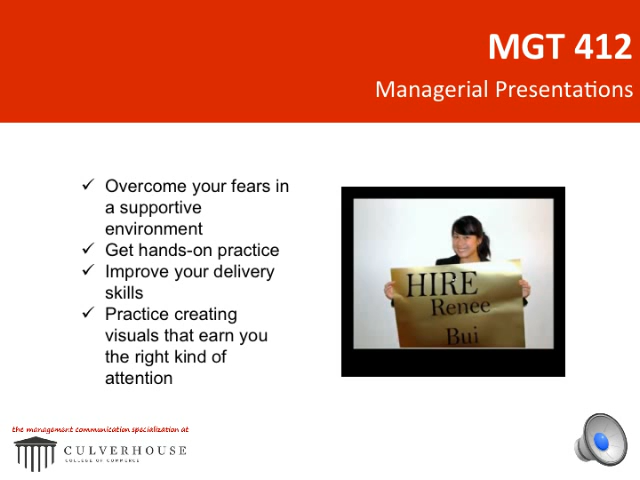 MGT 412
Managerial Presentations
✓ Overcome your fears in
a supportive
environment
✓ Get hands-on practice
✓ Improve your delivery
skills
✓ Practice creating
visuals that earn you
the right kind of
attention
HIRE
Renee
Bui
the management communication specialization at
CULVERHOUSE
COLLEGE OF COMMERCE